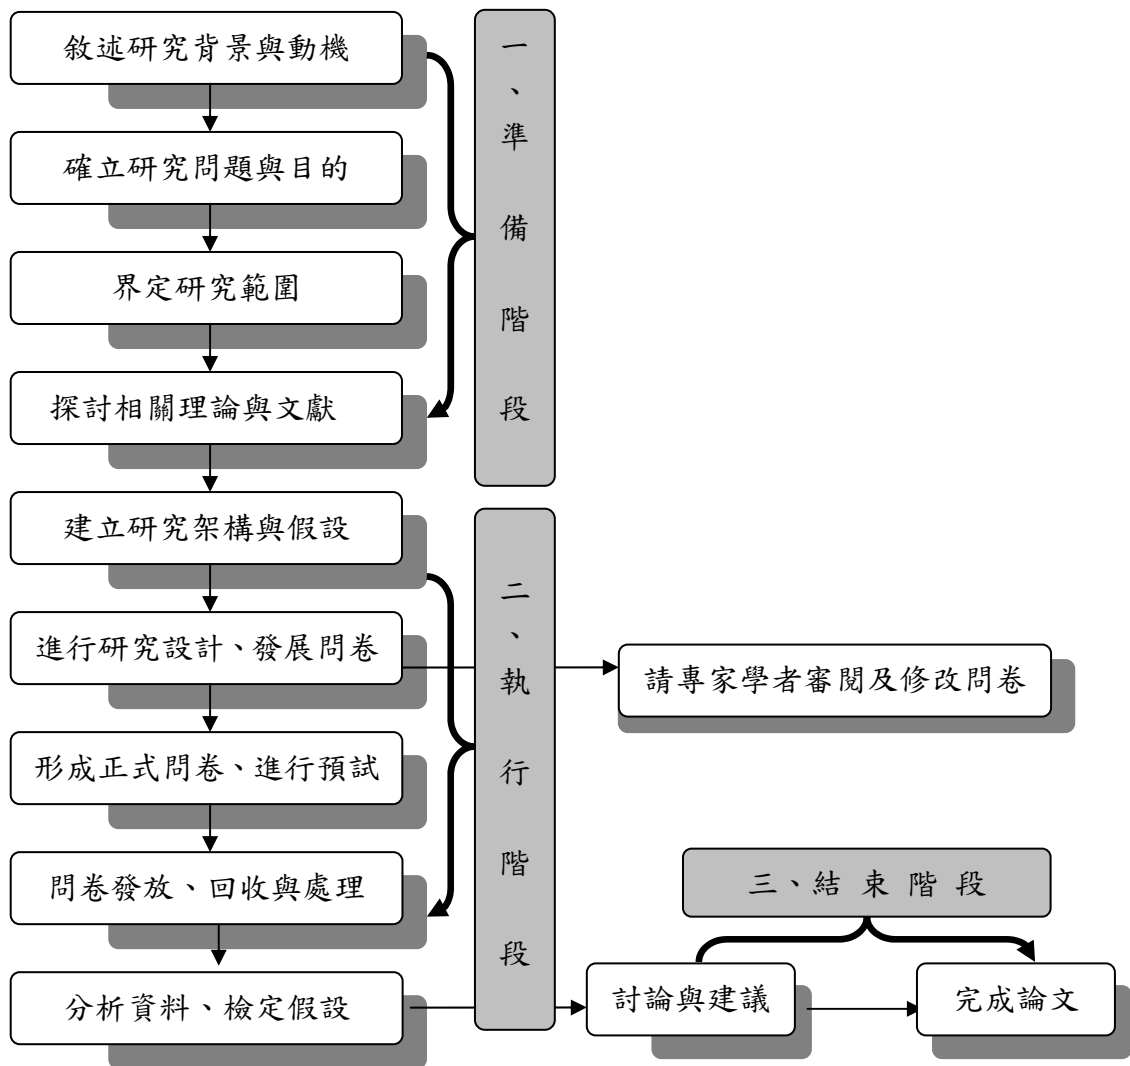 敘述研究背景與動機
確立研究問題與目的
界定研究範圍
探討相關理論與文獻
一、準備階段
建立研究架構與假設
進行研究設計、發展問卷
請專家學者審閱及修改問卷
形成正式問卷、進行預試
問卷發放、回收與處理
分析資料、檢定假設
二、執行階段
三、結束階段
討論與建議
完成論文